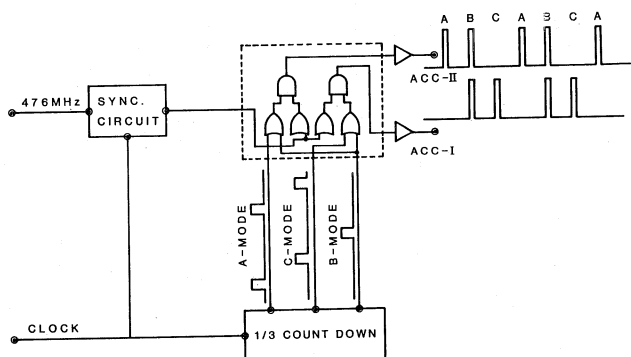 A B C A B C A
ACC-II
476MHz
SYNC.
CIRCUIT
ACC-I
A-MODE
C-MODE
B-MODE
CLOCK
1/3 COUNT DOWN